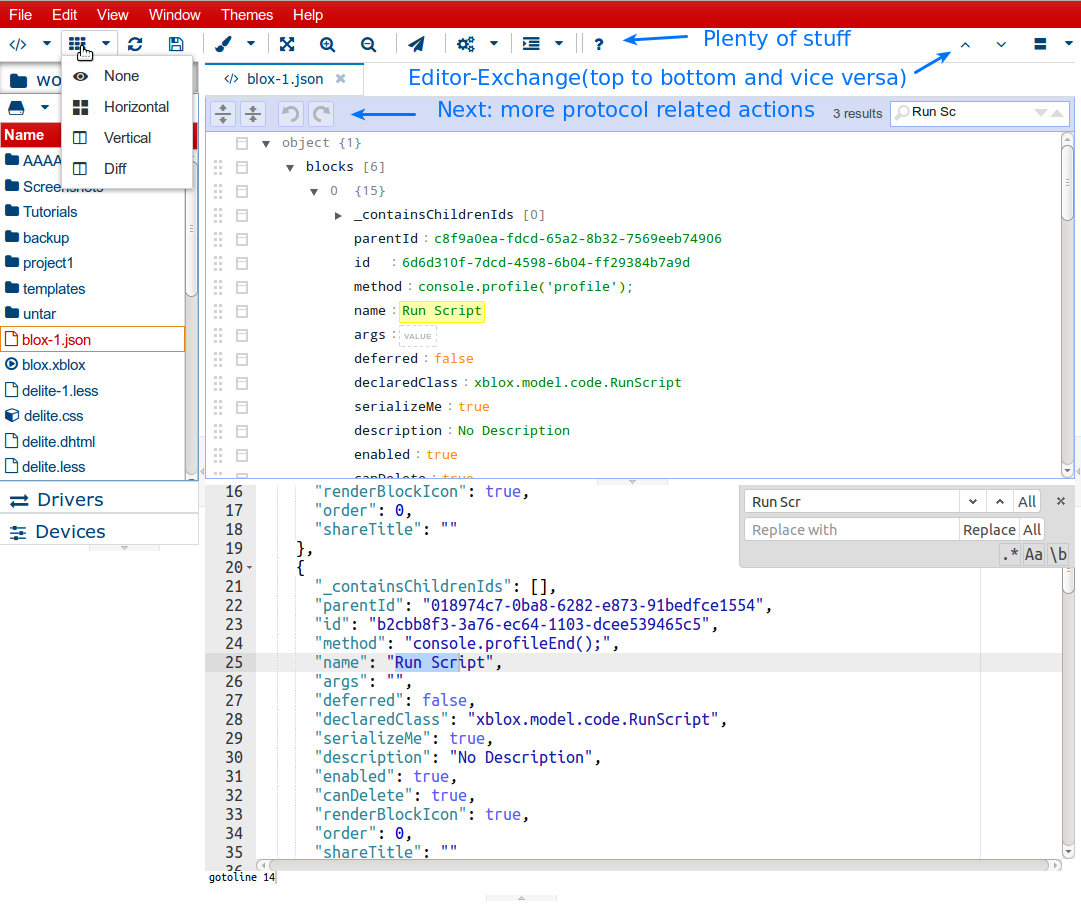 File Edit View Window Themes Help
</> ? Plenty of stuff
None
Horizontal
Vertical
Diff
wo
</> blox-1.json ×
Editor-Exchange(top to bottom and vice versa)
Next: more protocol related actions 3 results Run Sc
Name
AAAA
Screenshots
Tutorials
backup
project1
templates
untar
blox-1.json
blox.xblox
delite-1.less
delite.css
delite.dhtml
delite.less
Drivers
Devices
object {1}
blocks [6]
0 {15}
_containsChildrenIds [0]
parentId : c8f9a0ea-fdcd-65a2-8b32-7569eeb74906
id : 6d6d310f-7dcd-4598-6b04-ff29384b7a9d
method : console.profile('profile');
name : Run Script
args : VALUE
deferred : false
declaredClass : xblox.model.code.RunScript
serializeMe : true
description : No Description
enabled : true
canDelete : true
16 "renderBlockIcon": true,
17 "order": 0,
18 "shareTitle": ""
19 },
20 {
21 "_containsChildrenIds": [],
22 "parentId": "018974c7-0ba8-6282-e873-91bedfce1554",
23 "id": "b2cbb8f3-3a76-ec64-1103-dcee539465c5",
24 "method": "console.profileEnd();",
25 "name": "Run Script",
26 "args": "",
27 "deferred": false,
28 "declaredClass": "xblox.model.code.RunScript",
29 "serializeMe": true,
30 "description": "No Description",
31 "enabled": true,
32 "canDelete": true,
33 "renderBlockIcon": true,
34 "order": 0,
35 "shareTitle": ""
36
Run Scr All ×
Replace with Replace All
.* Aa \b
gotoline 14